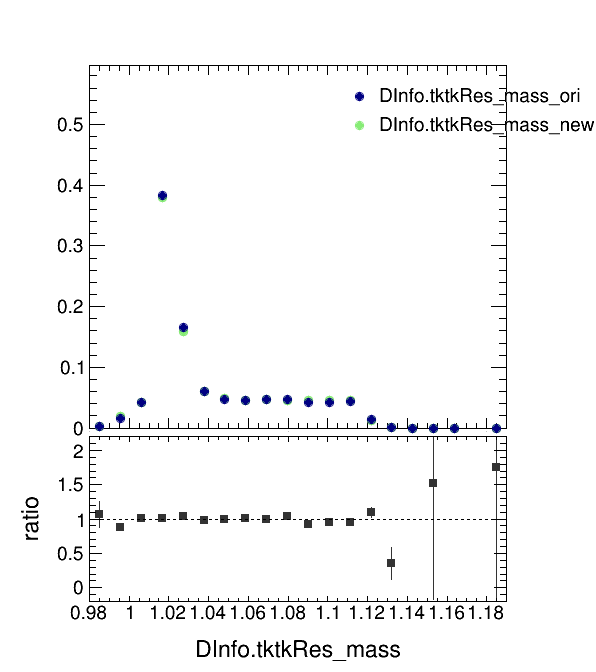 DInfo.tktkRes_mass_ori
DInfo.tktkRes_mass_new
0.5
0.4
0.3
0.2
0.1
0
2
1.5
1
0.5
0
ratio
0.98 1 1.02 1.04 1.06 1.08 1.1 1.12 1.14 1.16 1.18
DInfo.tktkRes_mass